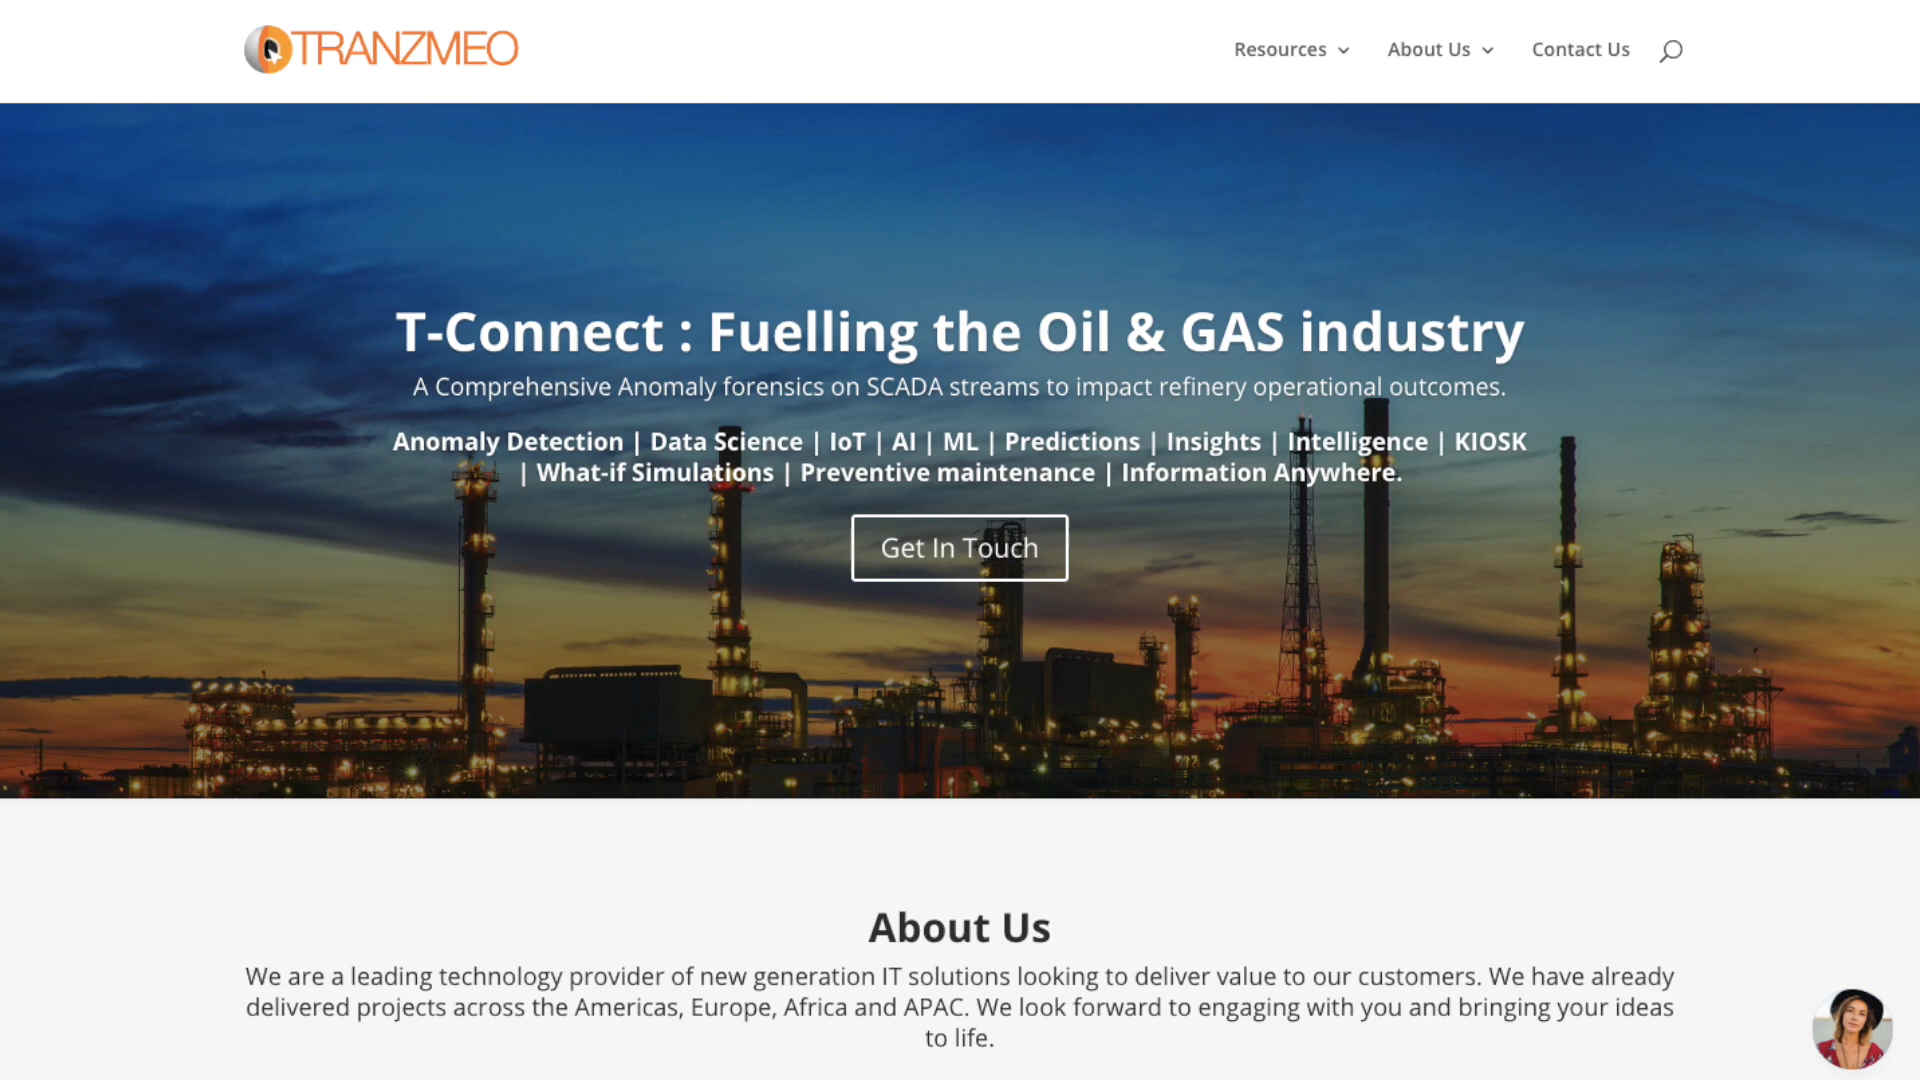 TRANZMEO
Resources
About Us
Contact Us
T-Connect : Fuelling the Oil & GAS industry
A Comprehensive Anomaly forensics on SCADA streams to impact refinery operational outcomes.
Anomaly Detection | Data Science | IoT | AI | ML | Predictions | Insights | Intelligence | KIOSK
| What-if Simulations | Preventive maintenance | Information Anywhere.
Get In Touch
About Us
We are a leading technology provider of new generation IT solutions looking to deliver value to our customers. We have already
delivered projects across the Americas, Europe, Africa and APAC. We look forward to engaging with you and bringing your ideas
to life.